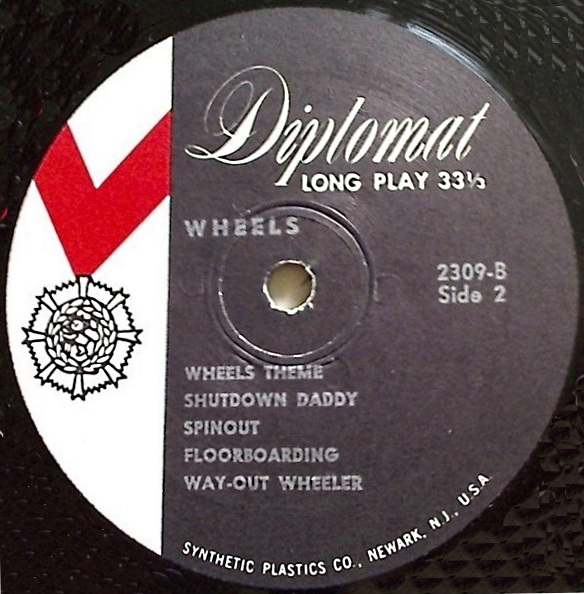 Diplomat
LONG PLAY 33⅓
WHEELS
2309-B
Side 2
WHEELS THEME
SHUTDOWN DADDY
SPINOUT
FLOORBOARDING
WAY-OUT WHEELER
SYNTHETIC PLASTICS CO., NEWARK, N.J., U.S.A.